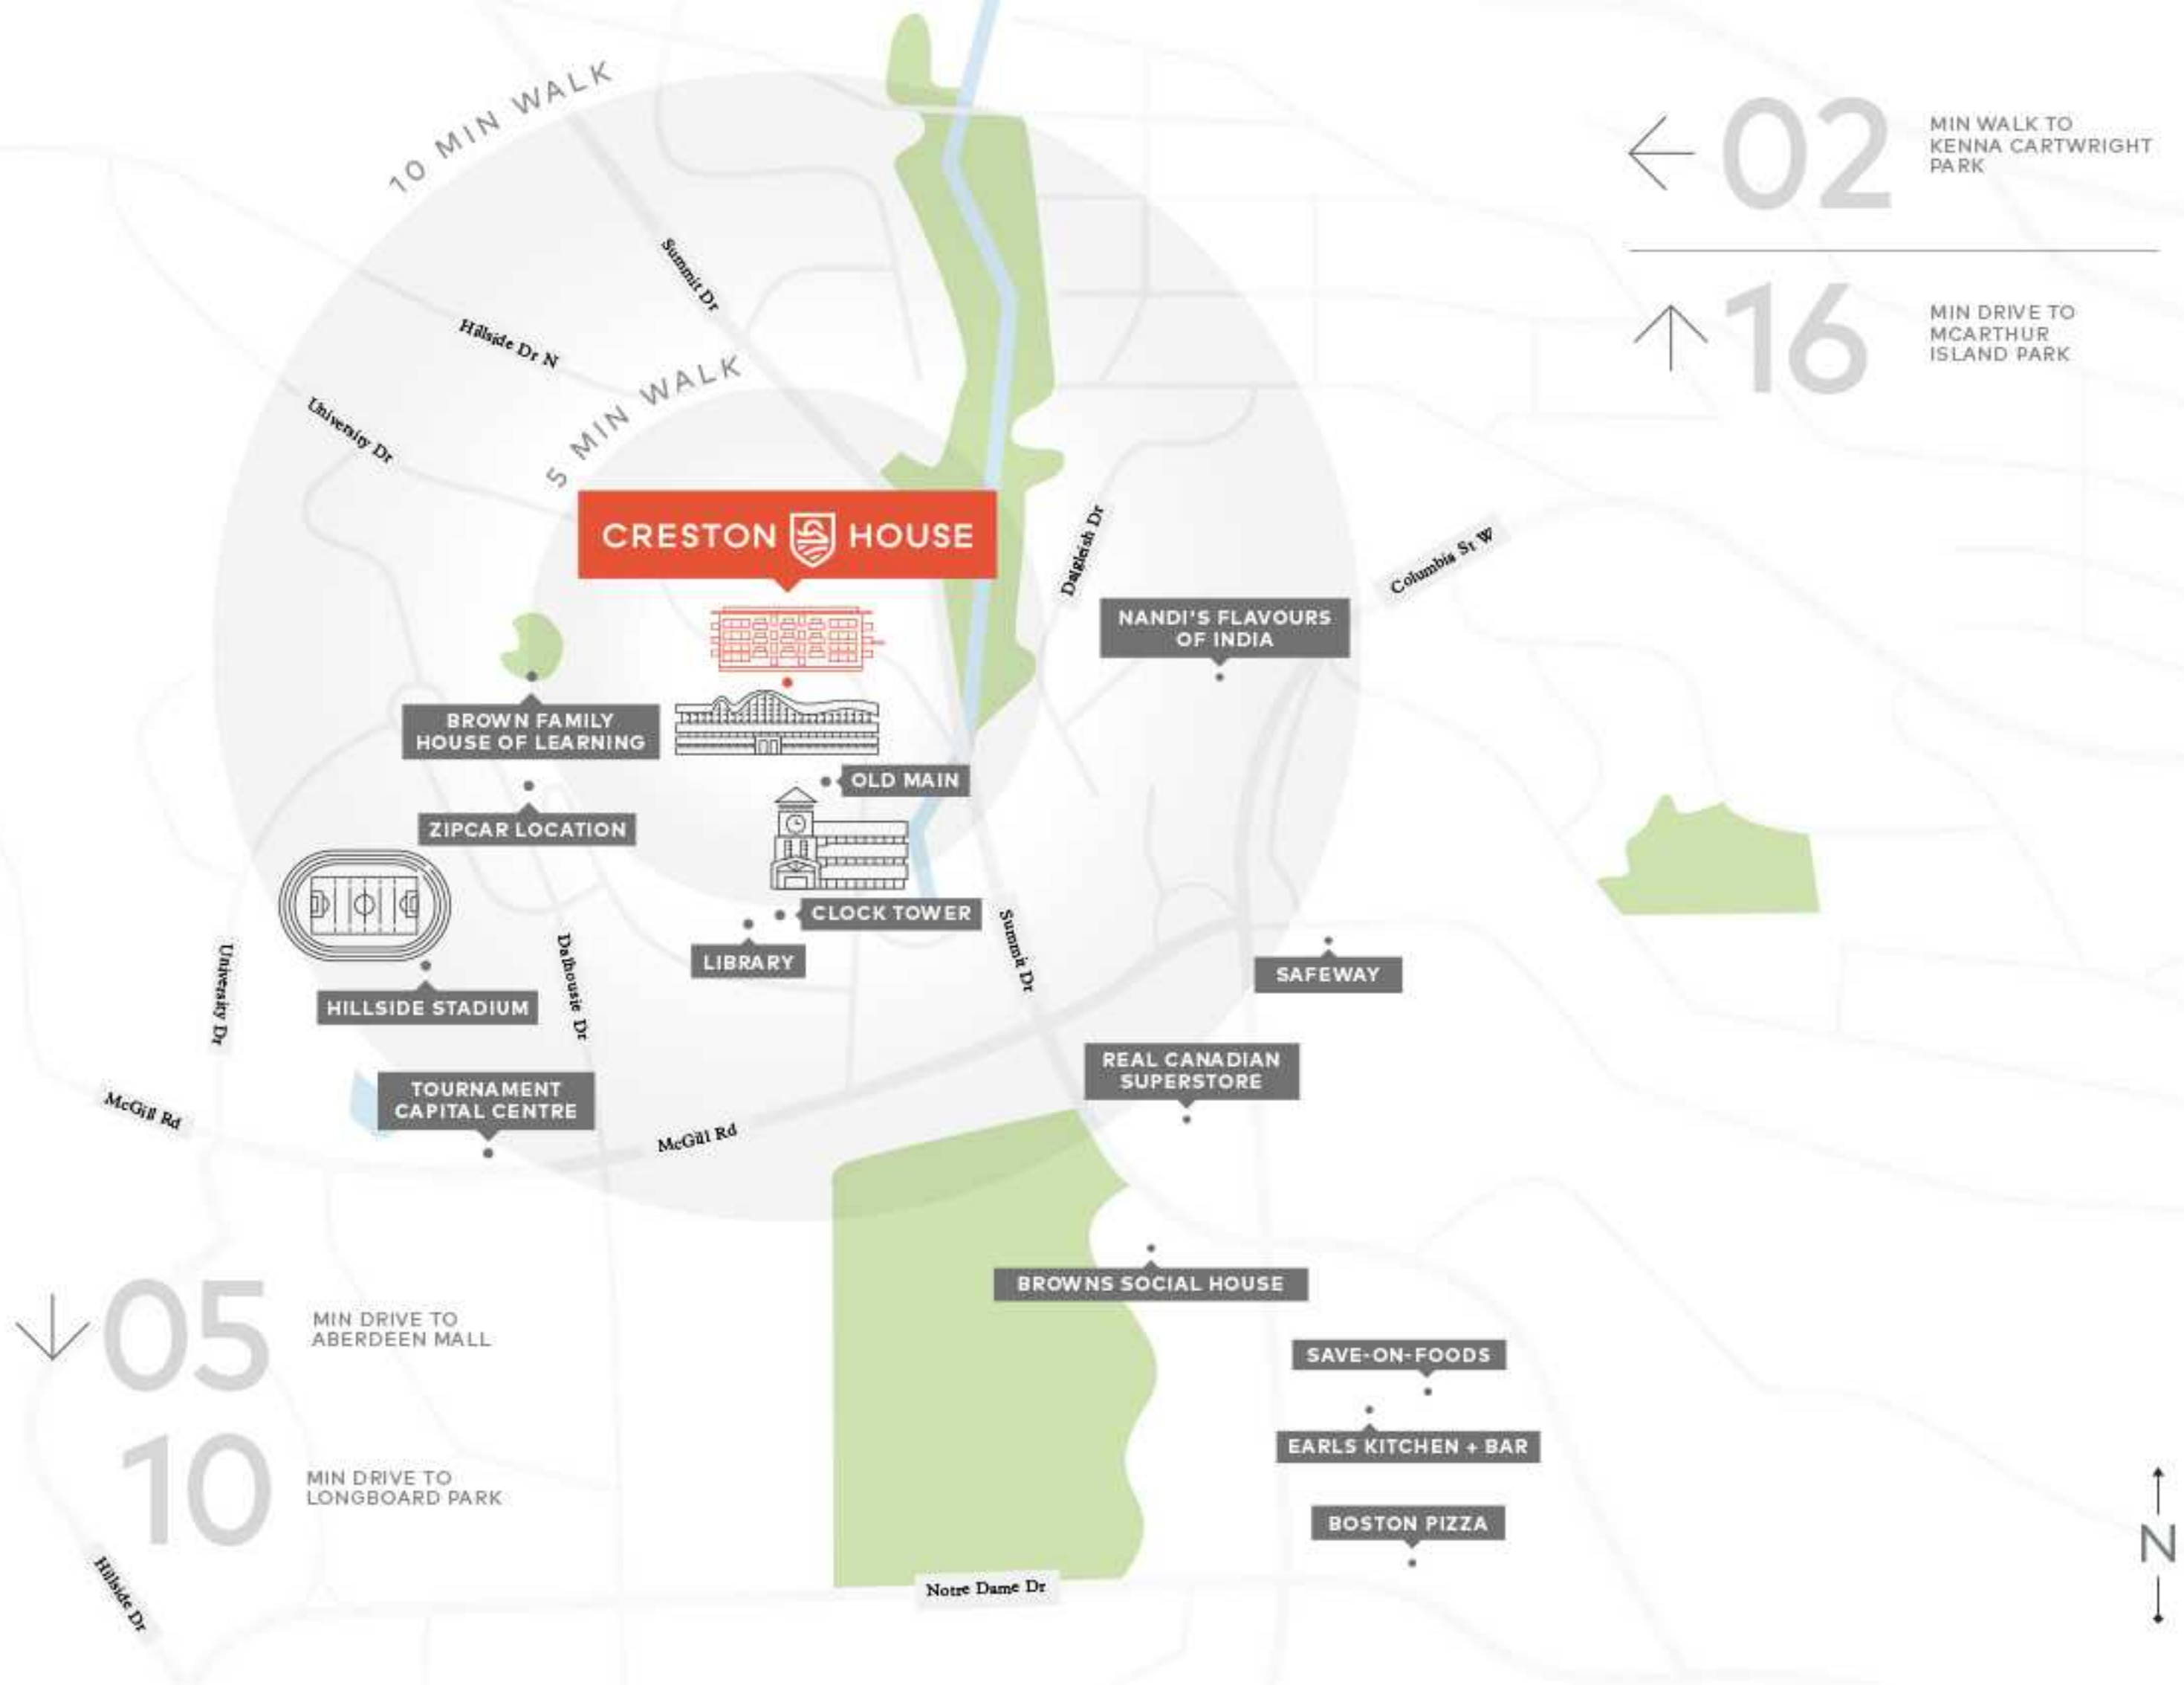 10 MIN WALK
02
MIN WALK TO
KENNA CARTWRIGHT
PARK
16
MIN DRIVE TO
MCARTHUR
ISLAND PARK
Summit Dr
Hillside Dr N
5 MIN WALK
University Dr
CRESTON HOUSE
Dalgleish Dr
Columbia St W
NANDI'S FLAVOURS
OF INDIA
BROWN FAMILY
HOUSE OF LEARNING
OLD MAIN
ZIPCAR LOCATION
CLOCK TOWER
LIBRARY
Summit Dr
SAFEWAY
University Dr
Dalhousie Dr
HILLSIDE STADIUM
REAL CANADIAN
SUPERSTORE
TOURNAMENT
CAPITAL CENTRE
McGill Rd
McGill Rd
BROWNS SOCIAL HOUSE
05
MIN DRIVE TO
ABERDEEN MALL
SAVE-ON-FOODS
EARLS KITCHEN + BAR
10
MIN DRIVE TO
LONGBOARD PARK
BOSTON PIZZA
N
Hillside Dr
Notre Dame Dr